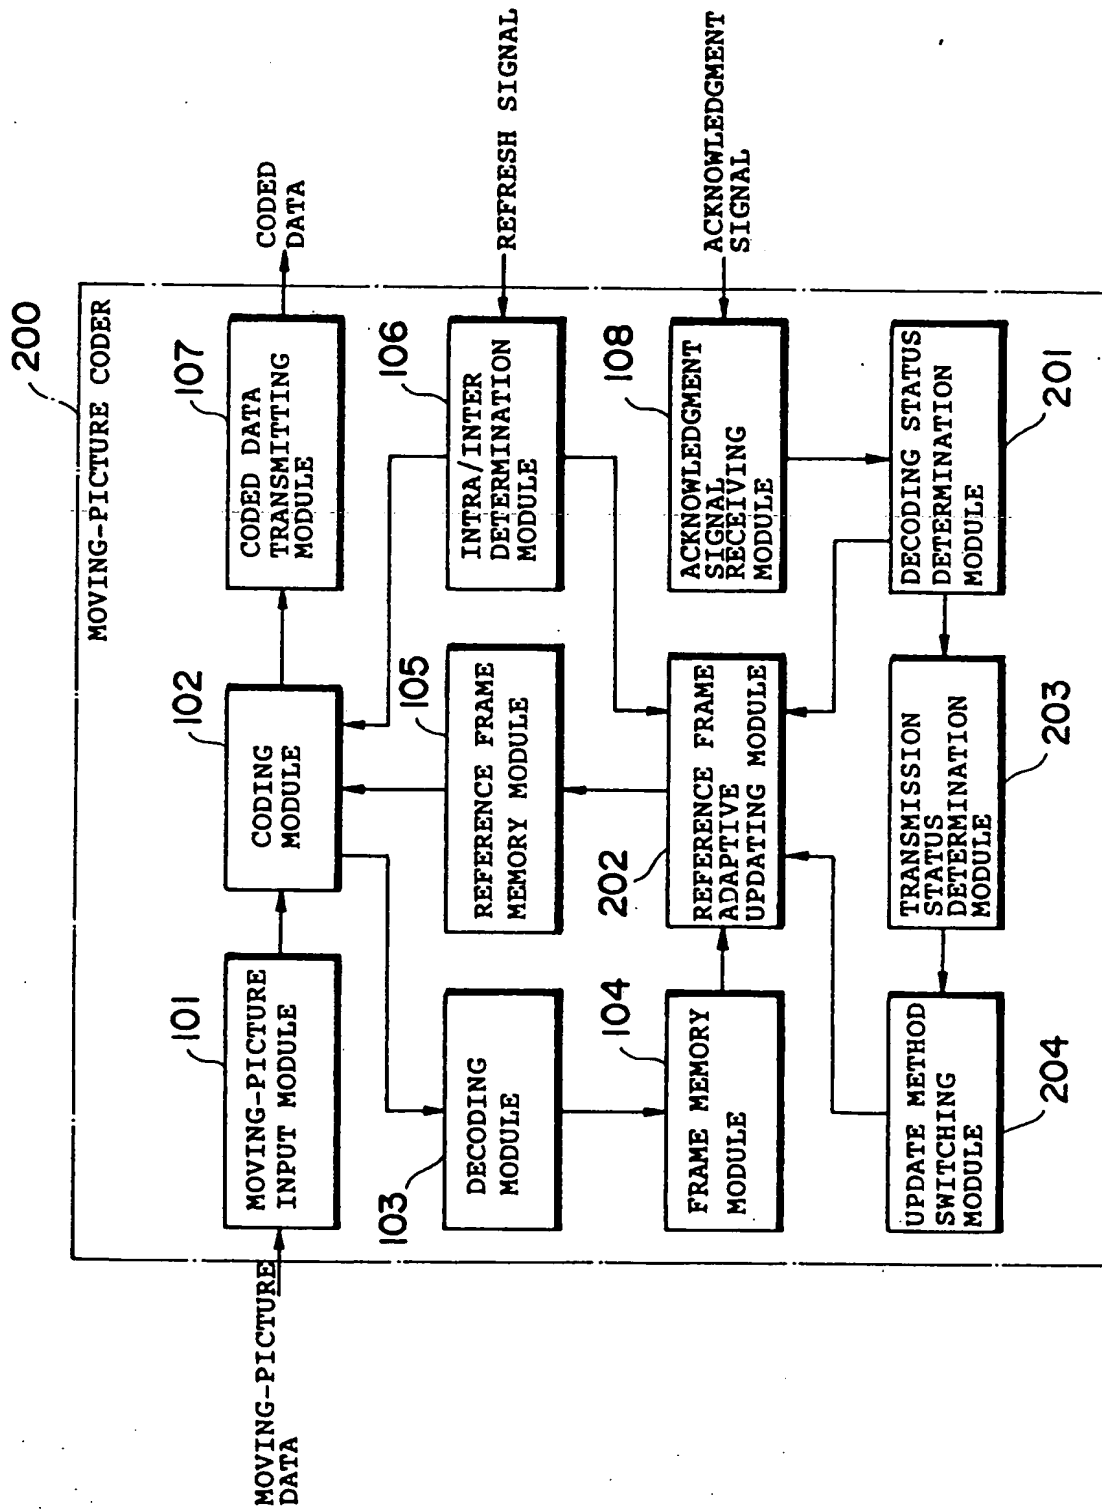 200
MOVING-PICTURE CODER
MOVING-PICTURE
DATA
101
MOVING-PICTURE
INPUT MODULE
102
CODING
MODULE
107
CODED DATA
TRANSMITTING
MODULE
CODED
DATA
103
DECODING
MODULE
105
REFERENCE FRAME
MEMORY MODULE
106
INTRA/INTER
DETERMINATION
MODULE
REFRESH SIGNAL
104
FRAME MEMORY
MODULE
202
REFERENCE FRAME
ADAPTIVE
UPDATING MODULE
108
ACKNOWLEDGMENT
SIGNAL
RECEIVING
MODULE
ACKNOWLEDGMENT
SIGNAL
UPDATE METHOD
SWITCHING
MODULE
204
TRANSMISSION
STATUS
DETERMINATION
MODULE
203
DECODING STATUS
DETERMINATION
MODULE
201